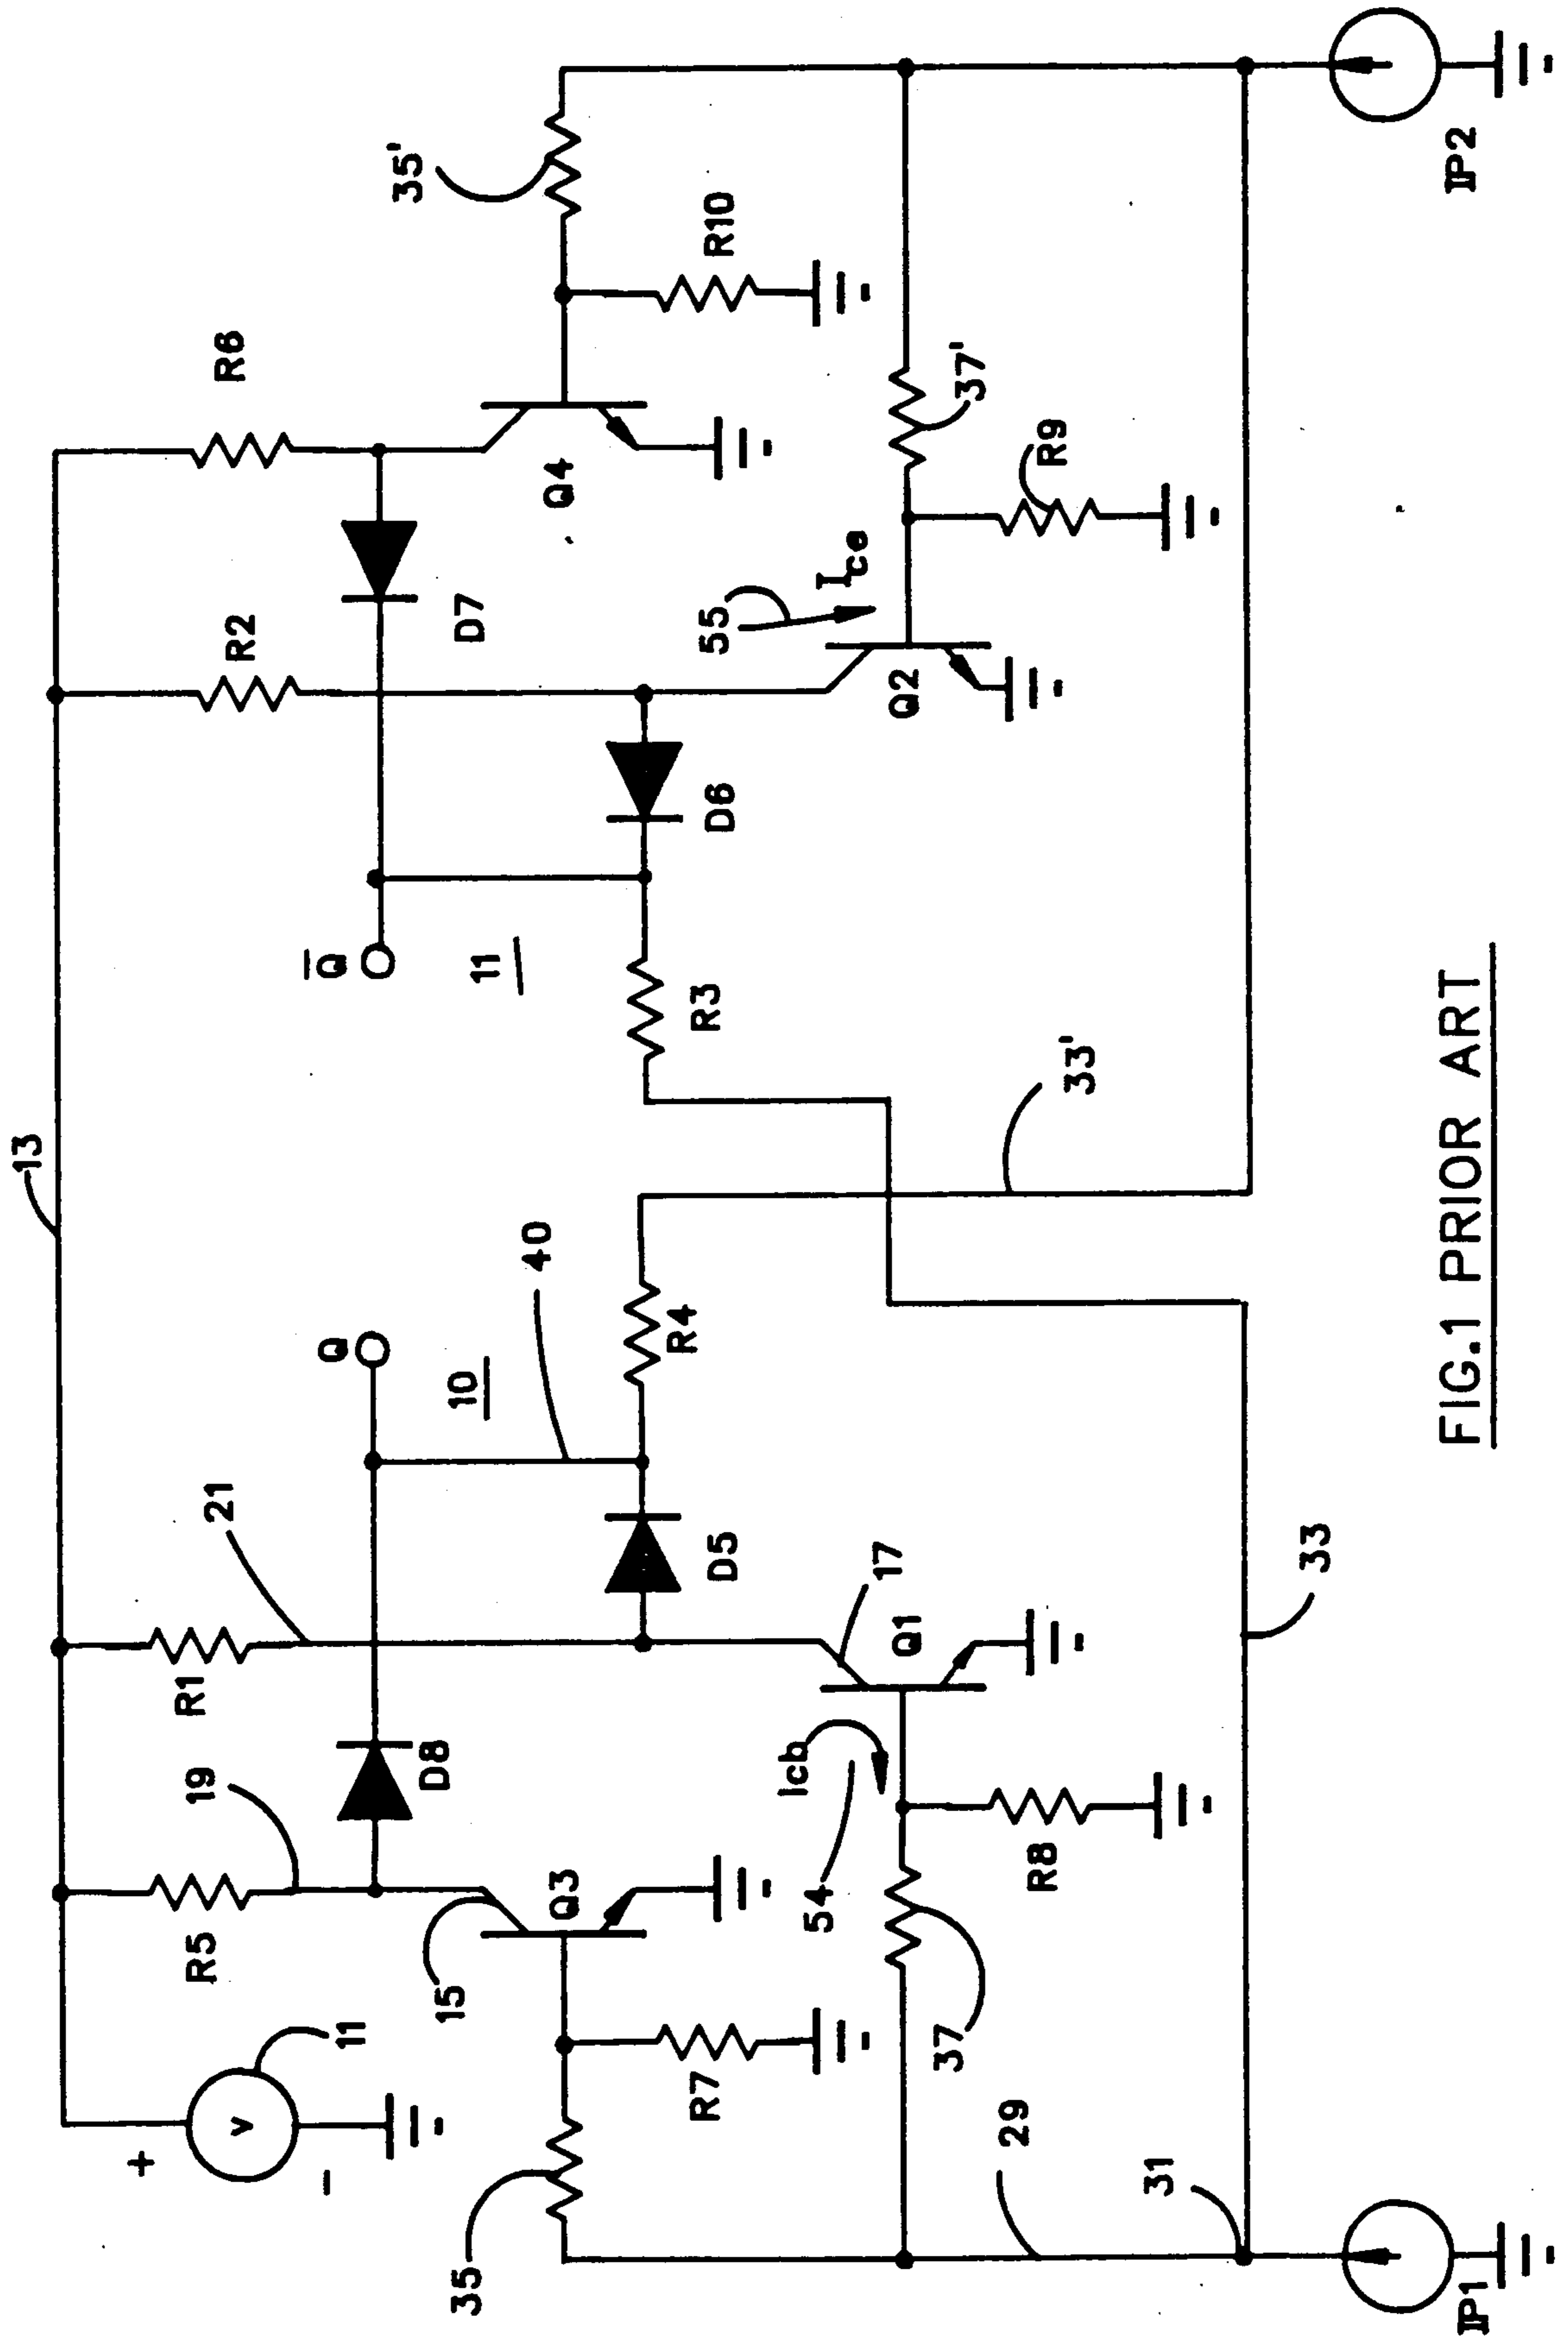 13
+
V
11
−
R5
19
R1
21
R2
R6
35'
Q
Q̅
D8
10
11
D7
Q4
R10
15
Q3
40
35
R7
D5
R4
R3
D6
55
Ice
37'
Icb
17
Q1
Q2
R9
54
37
R8
29
33'
31
33
IP1
IP2
FIG.1 PRIOR ART